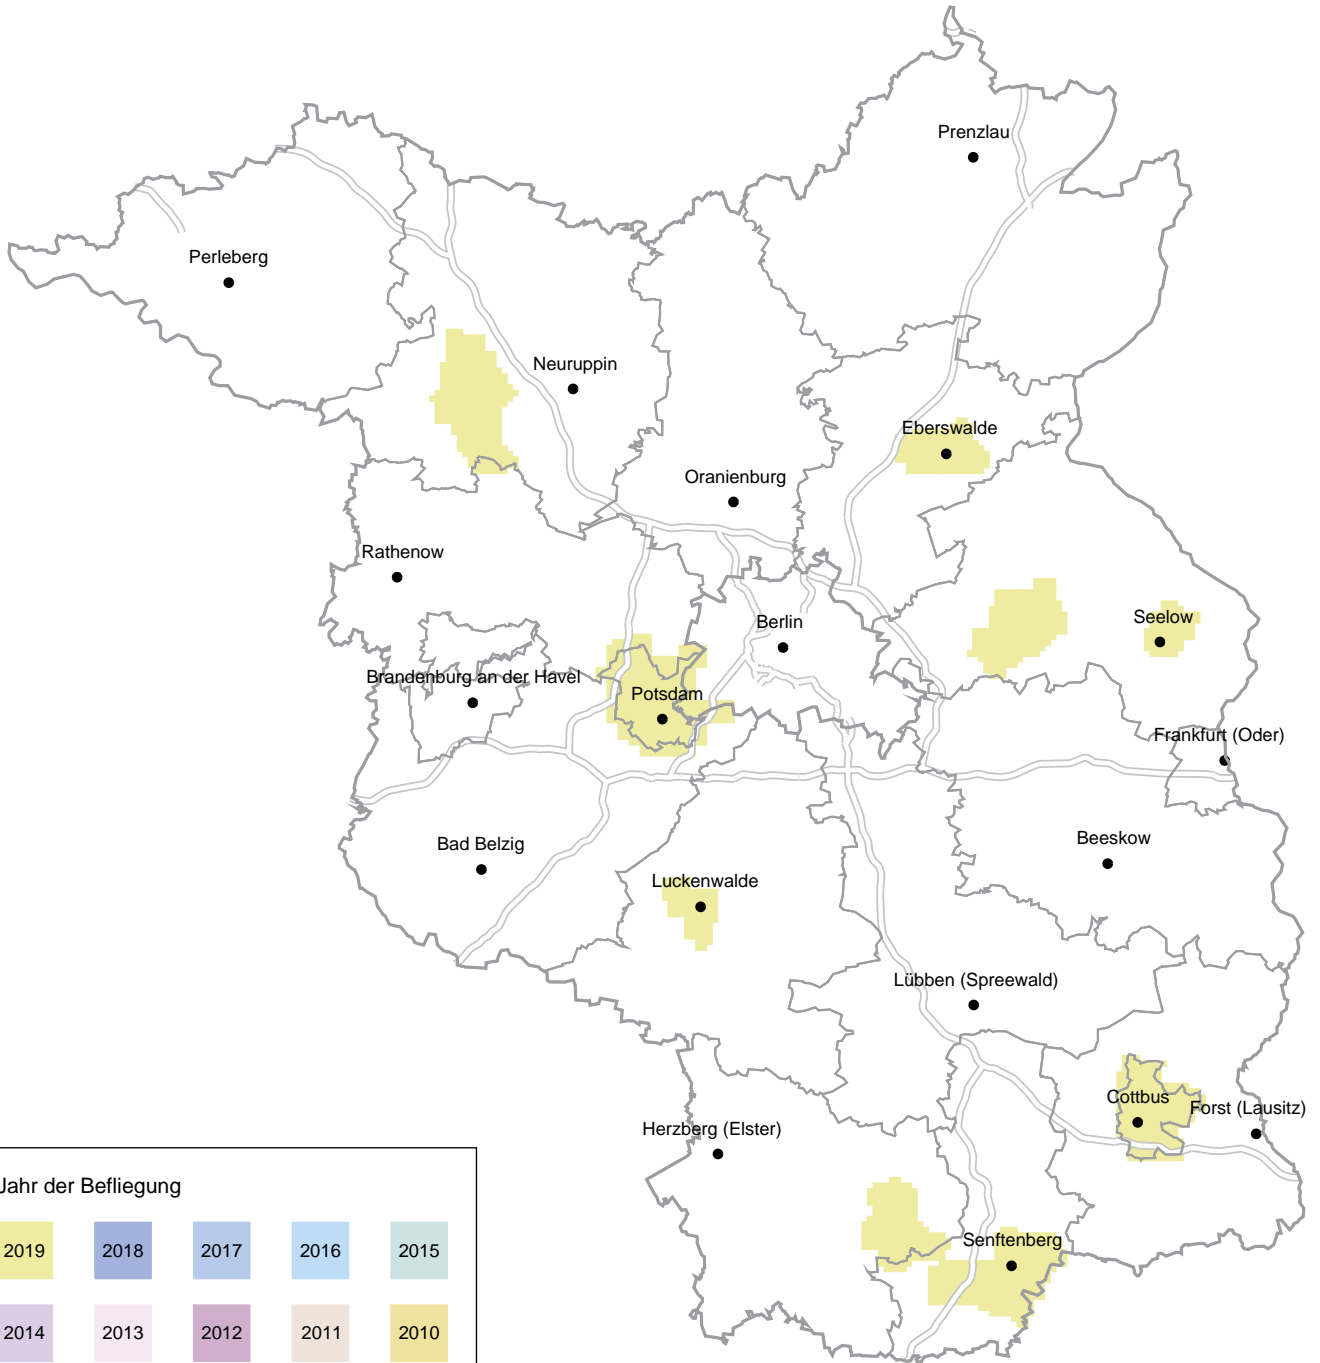 Prenzlau
Perleberg
Neuruppin
Eberswalde
Oranienburg
Rathenow
Berlin
Seelow
Brandenburg an der Havel
Potsdam
Frankfurt (Oder)
Bad Belzig
Beeskow
Luckenwalde
Lübben (Spreewald)
Cottbus
Forst (Lausitz)
Herzberg (Elster)
Senftenberg
Jahr der Befliegung
2019 2018 2017 2016 2015
2014 2013 2012 2011 2010